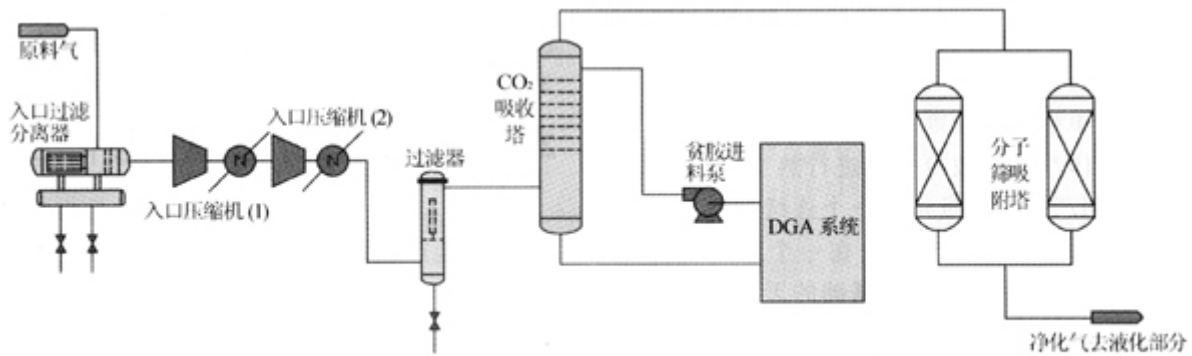 原料气
入口过滤
分离器
入口压缩机(2)
入口压缩机(1)
过滤器
CO₂
吸收
塔
贫胺进
料泵
DGA 系统
分子
筛吸
附塔
净化气去液化部分